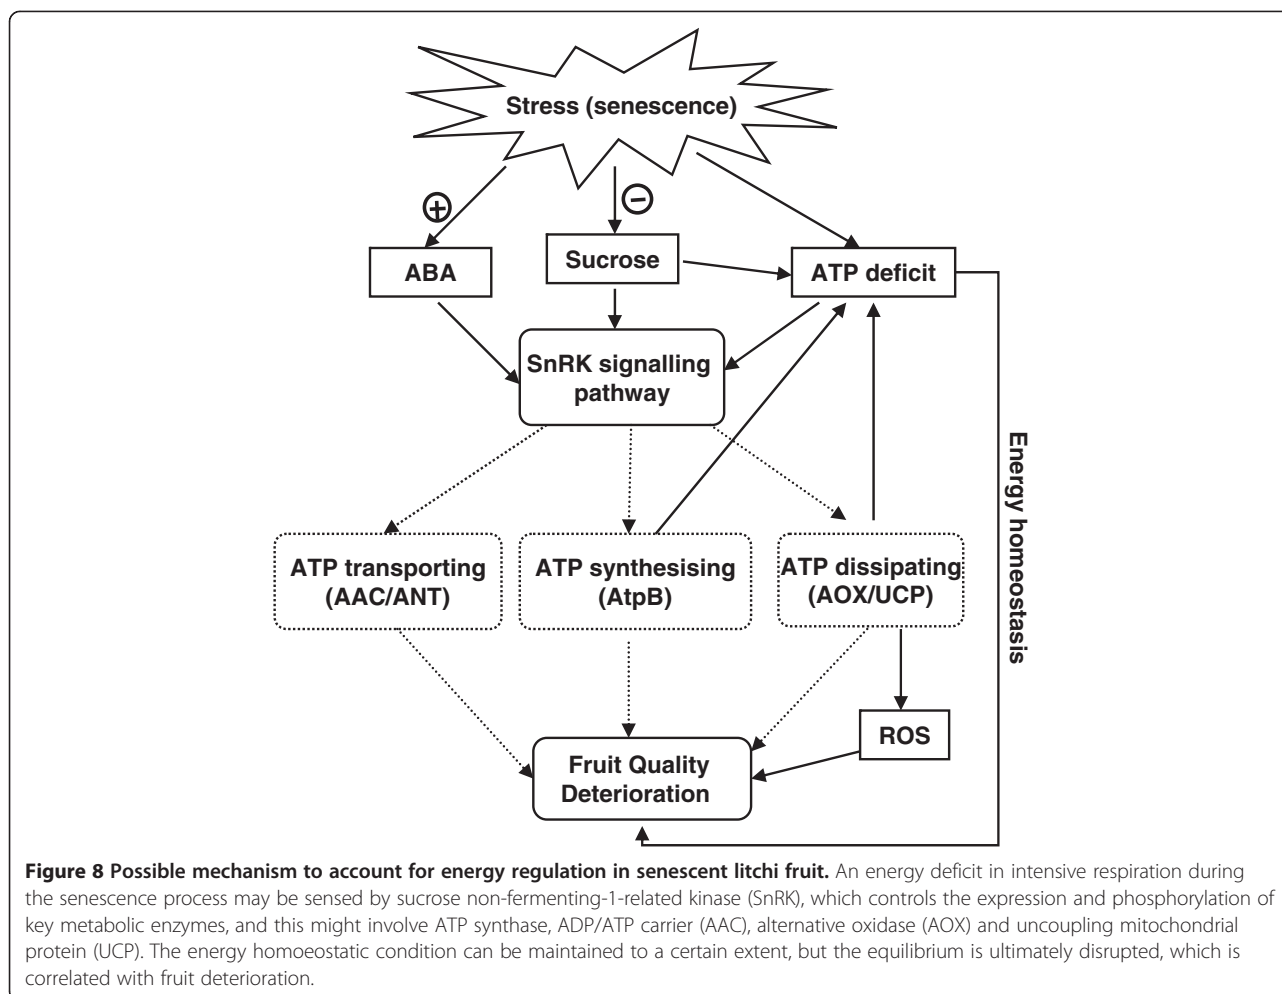 Stress (senescence)
+
−
ABA
Sucrose
ATP deficit
SnRK signalling
pathway
Energy homeostasis
ATP transporting
(AAC/ANT)
ATP synthesising
(AtpB)
ATP dissipating
(AOX/UCP)
ROS
Fruit Quality
Deterioration
Figure 8 Possible mechanism to account for energy regulation in senescent litchi fruit. An energy deficit in intensive respiration during
the senescence process may be sensed by sucrose non-fermenting-1-related kinase (SnRK), which controls the expression and phosphorylation of
key metabolic enzymes, and this might involve ATP synthase, ADP/ATP carrier (AAC), alternative oxidase (AOX) and uncoupling mitochondrial
protein (UCP). The energy homoeostatic condition can be maintained to a certain extent, but the equilibrium is ultimately disrupted, which is
correlated with fruit deterioration.